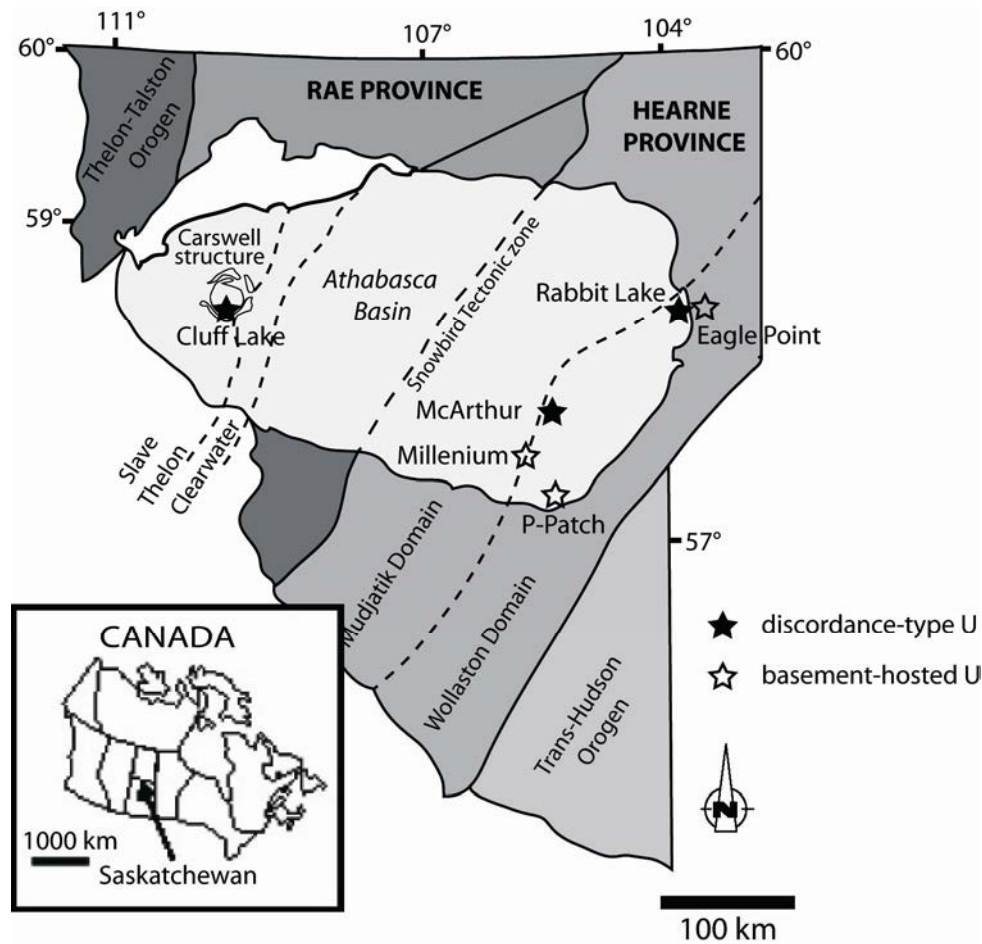 111°
107°
104°
60°
60°
RAE PROVINCE
HEARNE
PROVINCE
Thelon-Talston
Orogen
59°
Carswell
structure
Athabasca
Basin
Snowbird Tectonic zone
Rabbit Lake
Cluff Lake
Eagle Point
McArthur
Millenium
Slave
Thelon
Clearwater
P-Patch
57°
Mudjatik Domain
Wollaston Domain
Trans-Hudson
Orogen
discordance-type U
basement-hosted U
CANADA
1000 km
Saskatchewan
N
100 km